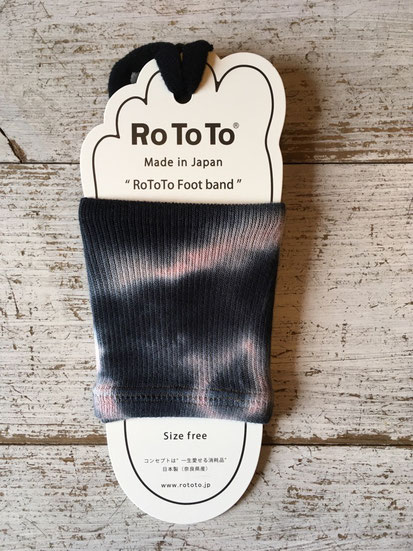 RoToTo®
Made in Japan
“ RoToTo Foot band ”
Size free
コンセプトは“ 一生愛せる消耗品”
日本製（奈良県産）
www.rototo.jp